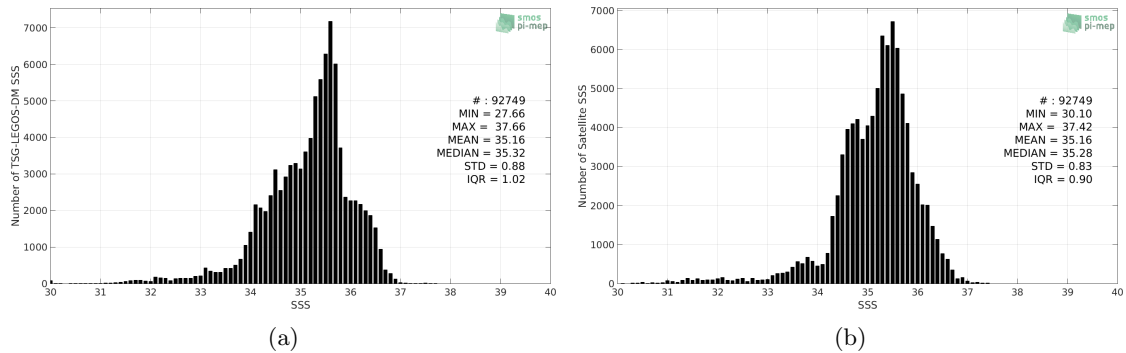 Number of TSG-LEGOS-DM SSS
7000
6000
5000
4000
3000
2000
1000
0
30 31 32 33 34 35 36 37 38 39 40
SSS
smos
pi-mep
# : 92749
MIN = 27.66
MAX = 37.66
MEAN = 35.16
MEDIAN = 35.32
STD = 0.88
IQR = 1.02
(a)
Number of Satellite SSS
7000
6000
5000
4000
3000
2000
1000
0
30 31 32 33 34 35 36 37 38 39 40
SSS
smos
pi-mep
# : 92749
MIN = 30.10
MAX = 37.42
MEAN = 35.16
MEDIAN = 35.28
STD = 0.83
IQR = 0.90
(b)